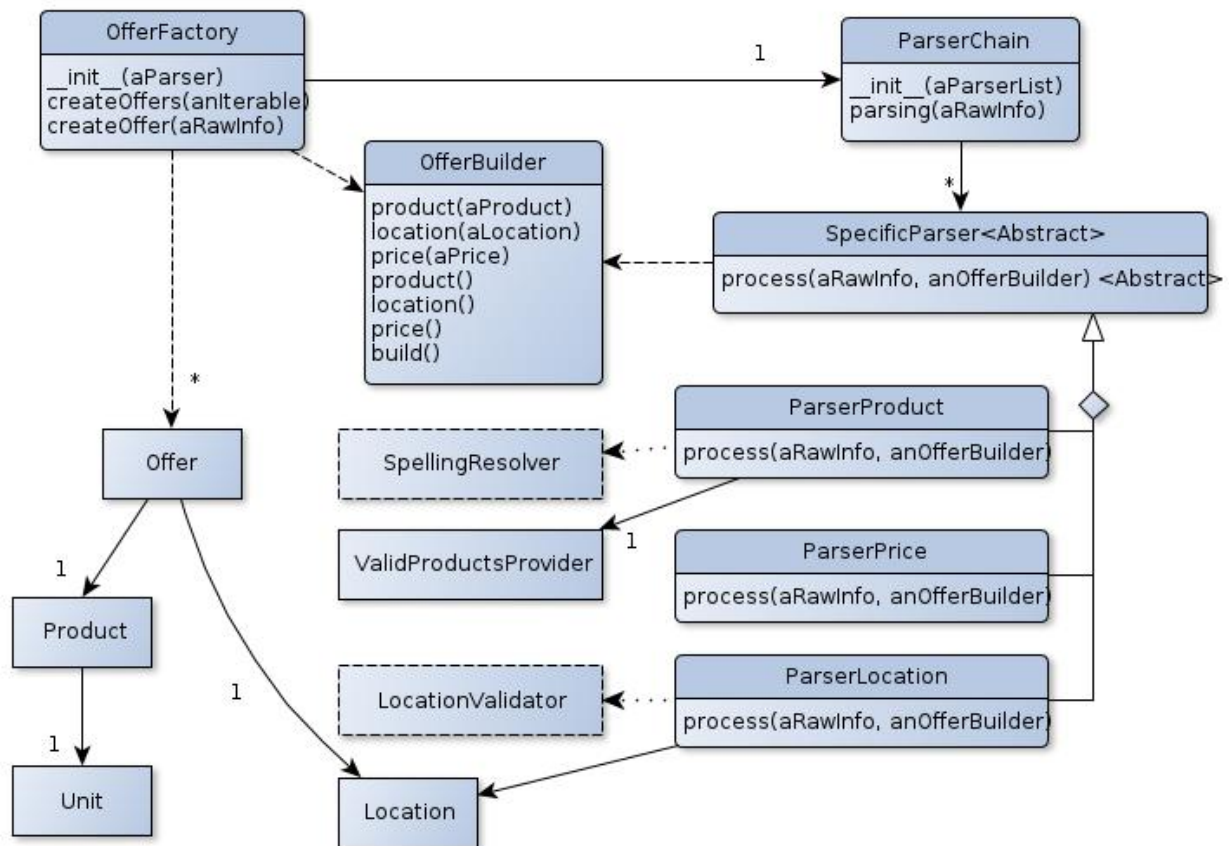 OfferFactory
__init__(aParser)
createOffers(anIterable)
createOffer(aRawInfo)
1
ParserChain
__init__(aParserList)
parsing(aRawInfo)
OfferBuilder
product(aProduct)
location(aLocation)
price(aPrice)
product()
location()
price()
build()
*
SpecificParser<Abstract>
process(aRawInfo, anOfferBuilder) <Abstract>
*
Offer
ParserProduct
process(aRawInfo, anOfferBuilder)
SpellingResolver
1
ValidProductsProvider
ParserPrice
process(aRawInfo, anOfferBuilder)
1
Product
ParserLocation
process(aRawInfo, anOfferBuilder)
LocationValidator
1
1
Unit
Location